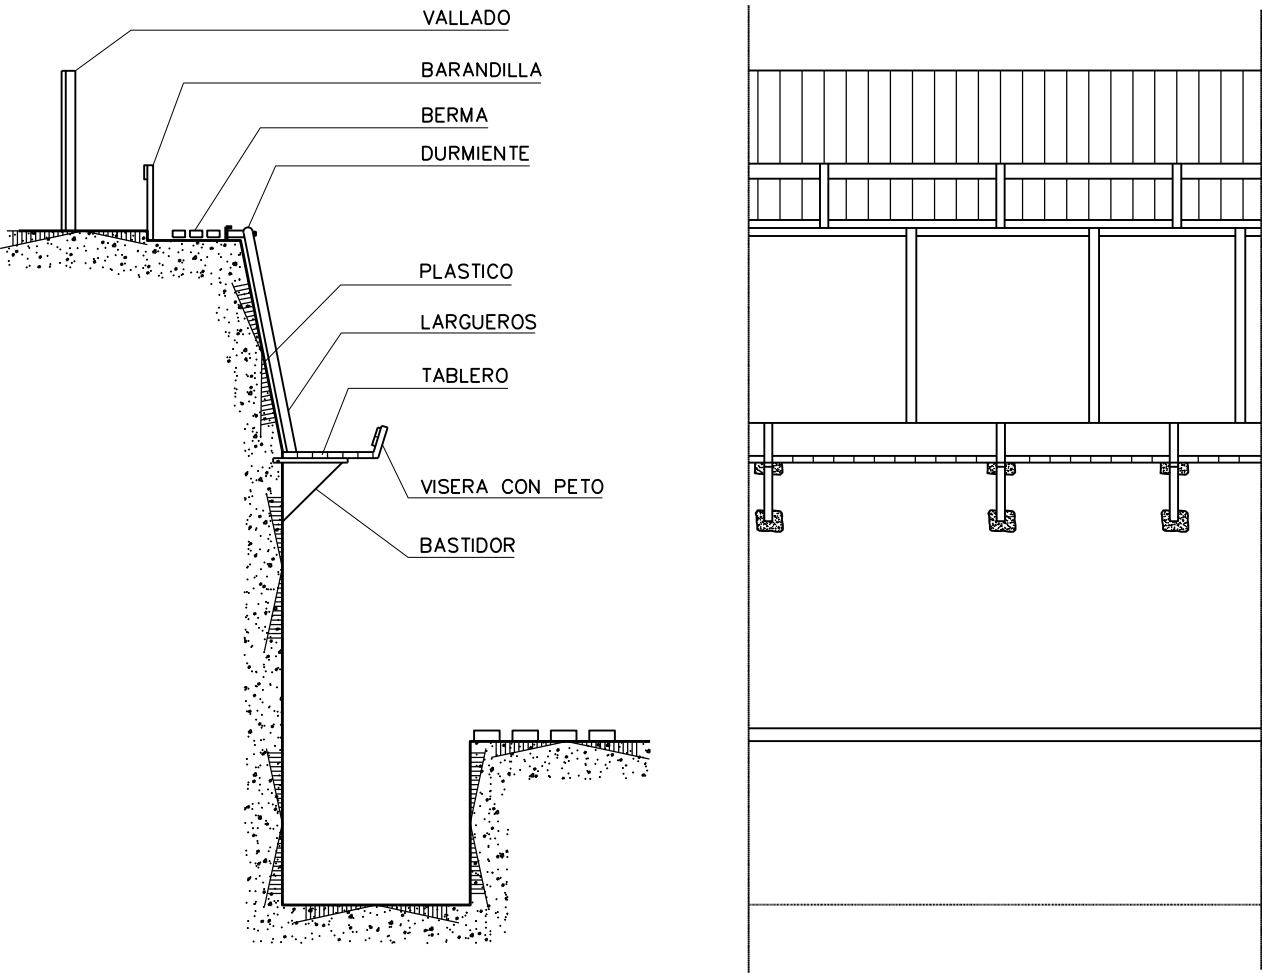 VALLADO
BARANDILLA
BERMA
DURMIENTE
PLASTICO
LARGUEROS
TABLERO
VISERA CON PETO
BASTIDOR